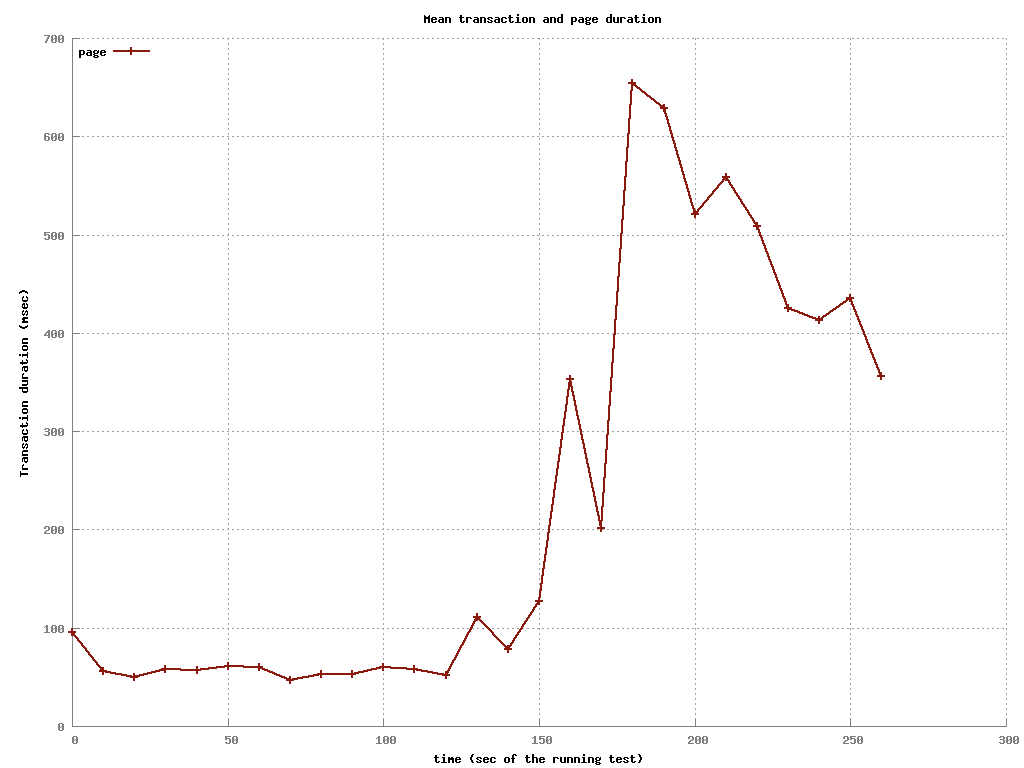 Mean transaction and page duration
700
page
600
500
400
300
200
100
0
Transaction duration (msec)
0 50 100 150 200 250 300
time (sec of the running test)